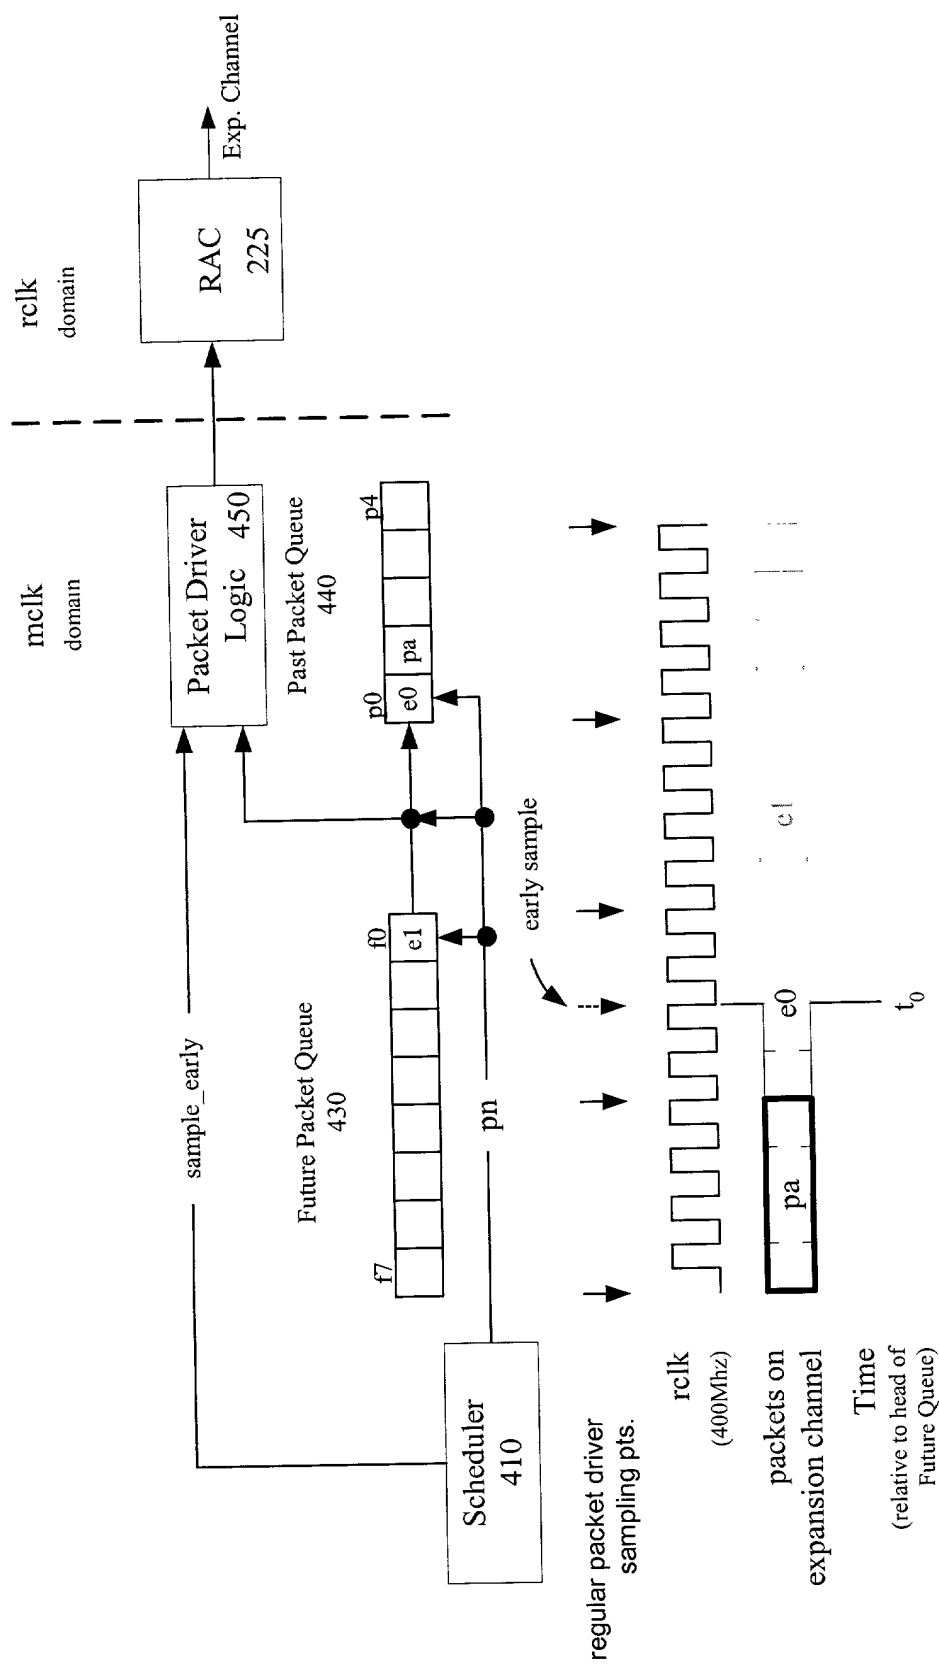 mclk
domain
rclk
domain
sample_early
Packet Driver
Logic 450
RAC
225
Exp. Channel
Future Packet Queue
430
Past Packet Queue
440
f7
f0
p0
p4
e1
e0
pa
Scheduler
410
pn
early sample
regular packet driver
sampling pts.
rclk
(400Mhz)
packets on
expansion channel
pa
e0
e1
Time
(relative to head of
Future Queue)
t₀